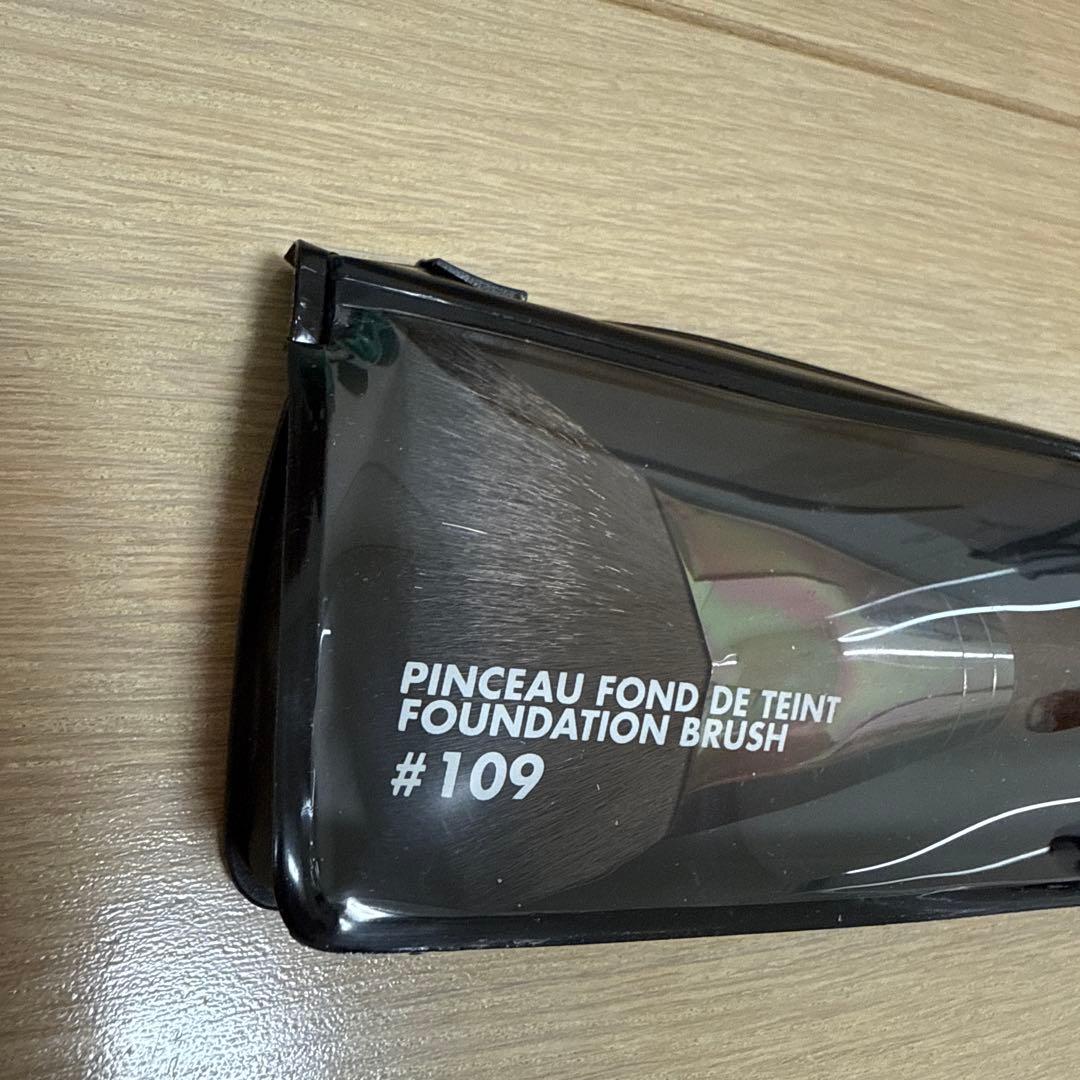 PINCEAU FOND DE TEINT
FOUNDATION BRUSH
#109